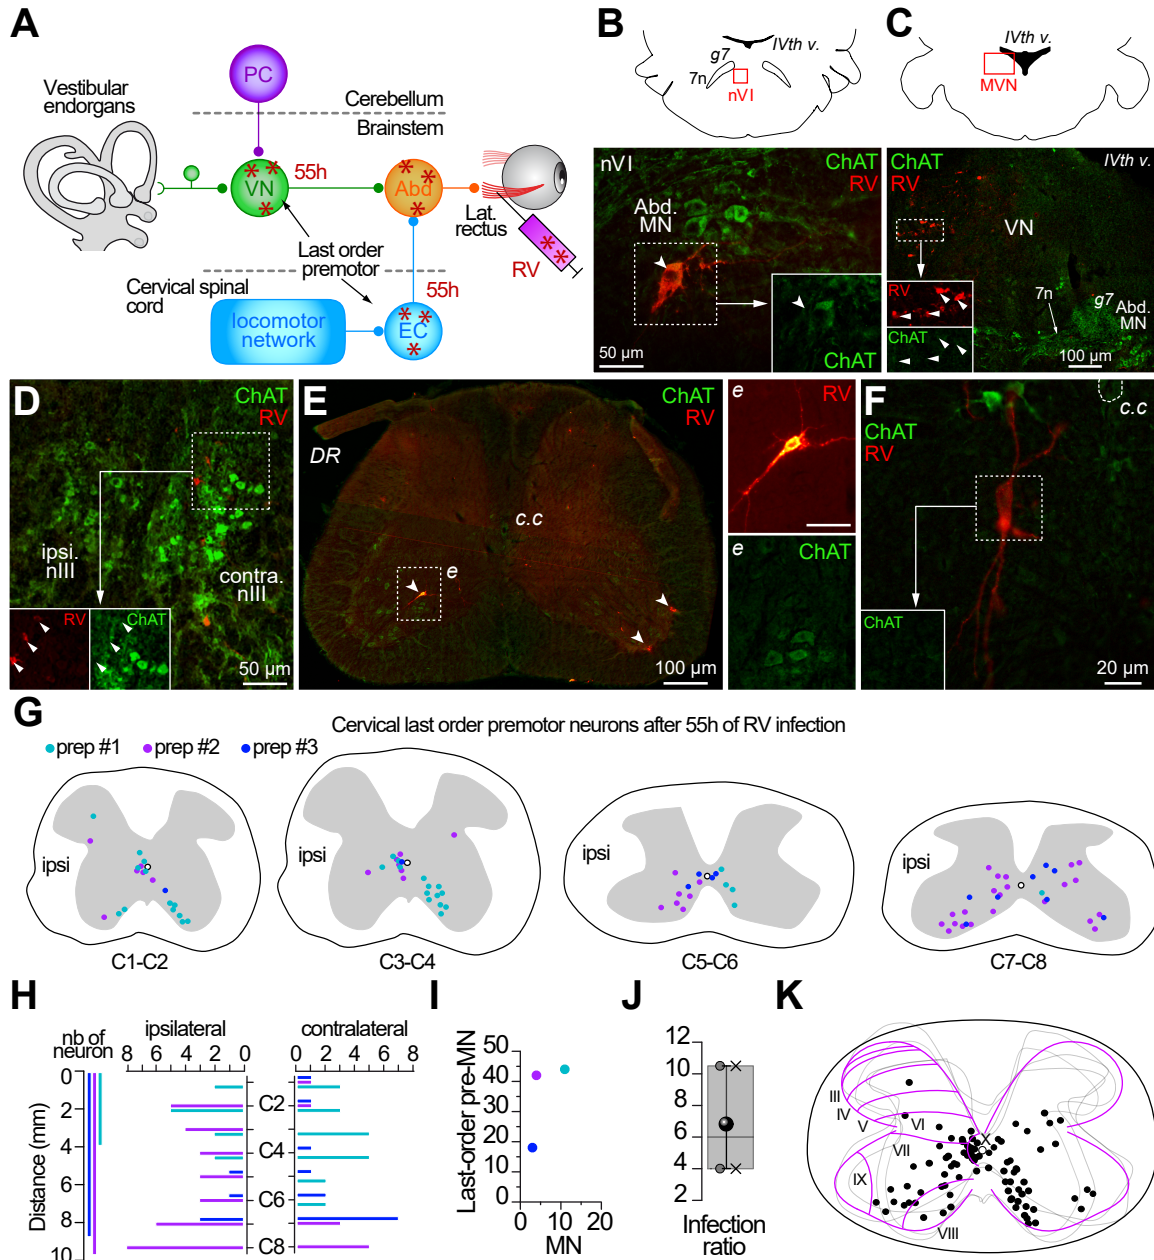 A
PC
Vestibular
endorgans
Cerebellum
Brainstem
55h
VN
Abd
Lat.
rectus
Last order
premotor
RV
Cervical spinal
cord
55h
locomotor
network
EC
B
IVth v.
g7
7n
nVI
C
IVth v.
MVN
nVI
ChAT
RV
Abd.
MN
50 µm
ChAT
ChAT
RV
IVth v.
VN
RV
ChAT
7n
g7
Abd.
MN
100 µm
D
ChAT
RV
ipsi.
nIII
contra.
nIII
RV
ChAT
50 µm
E
ChAT
RV
DR
c.c
e
100 µm
e
RV
e
ChAT
F
c.c
ChAT
RV
ChAT
20 µm
G
Cervical last order premotor neurons after 55h of RV infection
prep #1
prep #2
prep #3
ipsi
ipsi
ipsi
ipsi
C1-C2
C3-C4
C5-C6
C7-C8
H
nb of
neuron
ipsilateral
contralateral
8 6 4 2 0
0 2 4 6 8
0
2
4
6
8
10
Distance (mm)
C2
C4
C6
C8
I
50
40
30
20
10
0
Last-order pre-MN
0 10 20
MN
J
12
10
8
6
4
2
Infection
ratio
K
III
IV
V
VI
VII
X
IX
VIII